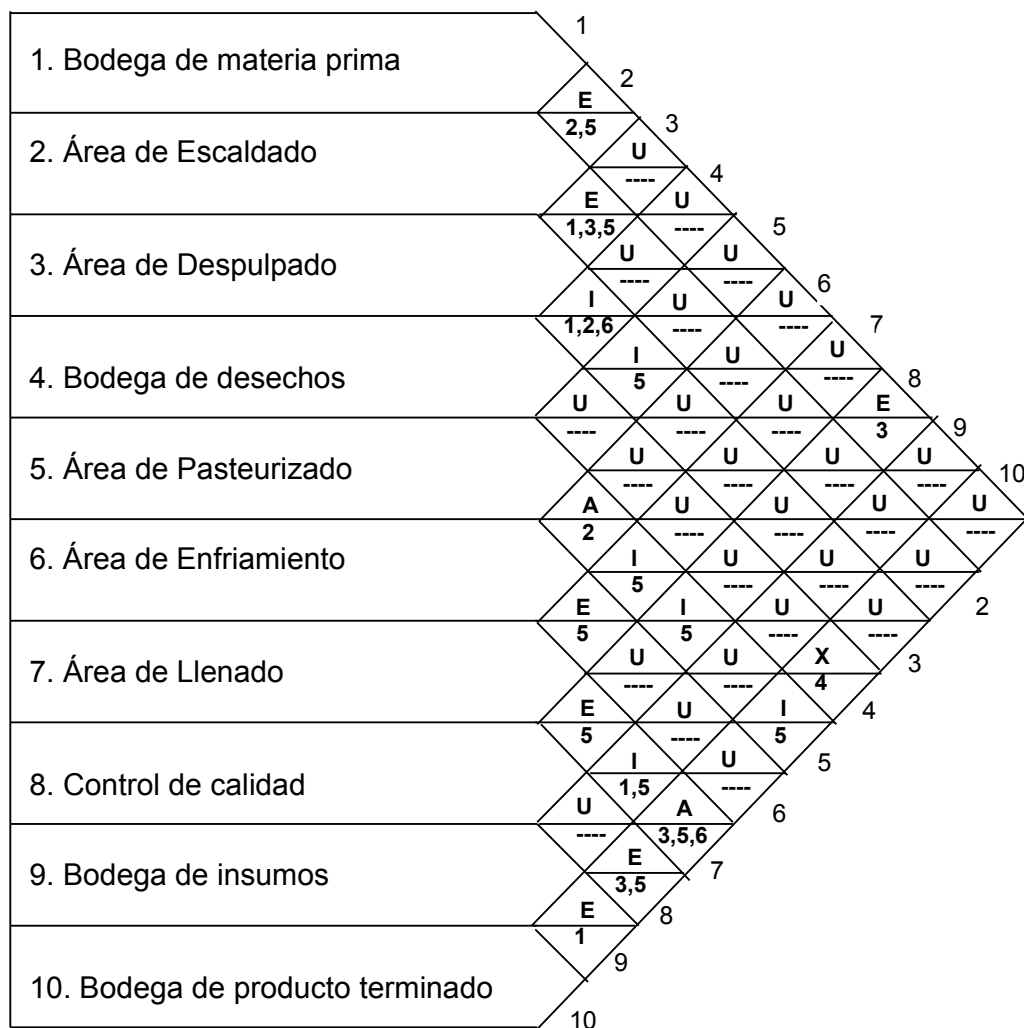 1
1. Bodega de materia prima
2
E
2,5 3
2. Área de Escaldado U
---- 4
E U
1,3,5 ---- 5
U U
3. Área de Despulpado
---- ---- 6
I U U
1,2,6 ---- ---- 7
I U U
4. Bodega de desechos
5 ---- ---- 8
U U U E
---- ---- ---- 3 9
U U U U
5. Área de Pasteurizado 10
---- ---- ---- ----
A U U U U
2 ---- ---- ---- ----
6. Área de Enfriamiento I U U U
5 ---- ---- ----
E I U U 2
5 5 ---- ----
U U X 3
7. Área de Llenado
---- ---- 4
E U I 4
5 ---- 5
I U 5
8. Control de calidad 1,5 ----
U A 6
---- 3,5,6
E 7
9. Bodega de insumos 3,5
E 8
1
9
10. Bodega de producto terminado
10